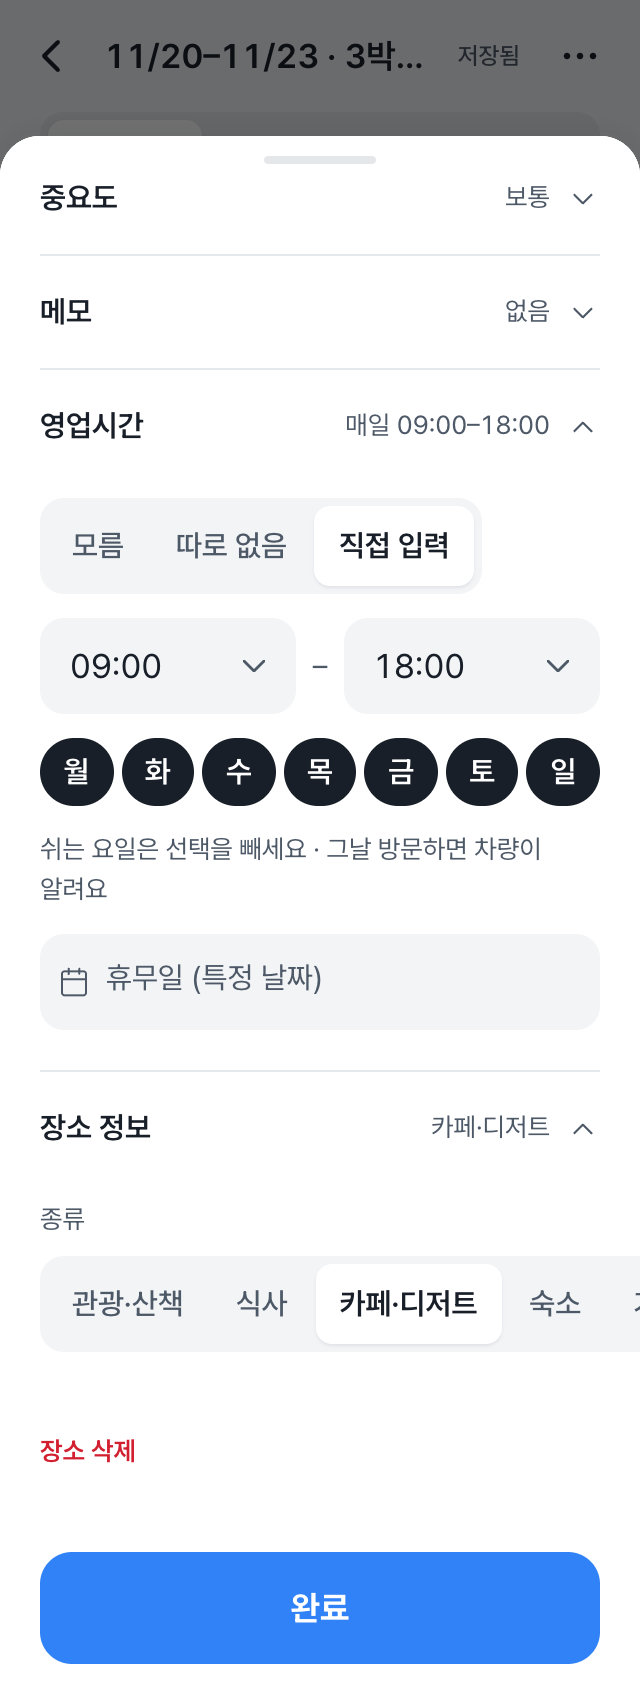 11/20–11/23 · 3박... 저장됨
중요도 보통
메모 없음
영업시간 매일 09:00–18:00
모름 따로 없음 직접 입력
09:00 – 18:00
월 화 수 목 금 토 일
쉬는 요일은 선택을 빼세요 · 그날 방문하면 차량이
알려요
휴무일 (특정 날짜)
장소 정보 카페·디저트
종류
관광·산책 식사 카페·디저트 숙소
장소 삭제
완료